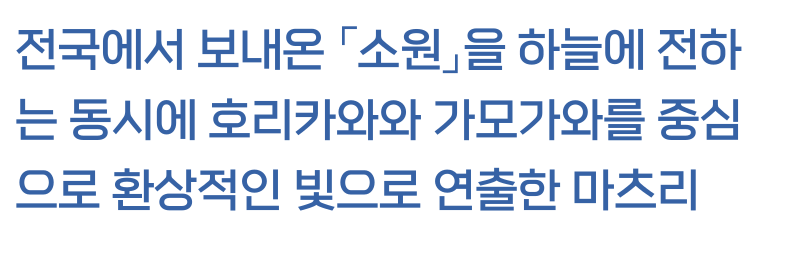 전국에서 보내온 「소원」을 하늘에 전하
는 동시에 호리카와와 가모가와를 중심
으로 환상적인 빛으로 연출한 마츠리